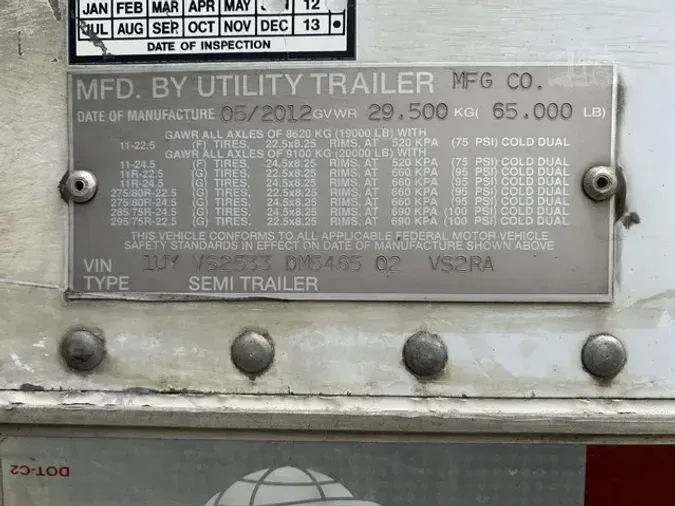 JAN FEB MAR APR MAY 12
JUL AUG SEP OCT NOV DEC 13
DATE OF INSPECTION
MFD. BY UTILITY TRAILER MFG CO.
DATE OF MANUFACTURE 05/2012 GVWR 29.500 KG( 65.000 LB)
GAWR ALL AXLES OF 8620 KG (19000 LB) WITH
11-22.5 (F) TIRES, 22.5x8.25 RIMS, AT 520 KPA (75 PSI) COLD DUAL
GAWR ALL AXLES OF 9100 KG (20000 LB) WITH
11-24.5 (F) TIRES, 24.5x8.25 RIMS, AT 520 KPA (75 PSI) COLD DUAL
11R-22.5 (G) TIRES, 22.5x8.25 RIMS, AT 660 KPA (95 PSI) COLD DUAL
11R-24.5 (G) TIRES, 24.5x8.25 RIMS, AT 660 KPA (95 PSI) COLD DUAL
275/80R-22.5 (G) TIRES, 22.5x8.25 RIMS, AT 660 KPA (95 PSI) COLD DUAL
275/80R-24.5 (G) TIRES, 24.5x8.25 RIMS, AT 660 KPA (95 PSI) COLD DUAL
285/75R-24.5 (G) TIRES, 24.5x8.25 RIMS, AT 690 KPA (100 PSI) COLD DUAL
295/75R-22.5 (G) TIRES, 22.5x8.25 RIMS, AT 690 KPA (100 PSI) COLD DUAL
THIS VEHICLE CONFORMS TO ALL APPLICABLE FEDERAL MOTOR VEHICLE
SAFETY STANDARDS IN EFFECT ON DATE OF MANUFACTURE SHOWN ABOVE
VIN 1UY VS2533 DM5465 02 VS2RA
TYPE SEMI TRAILER
DOT-C2